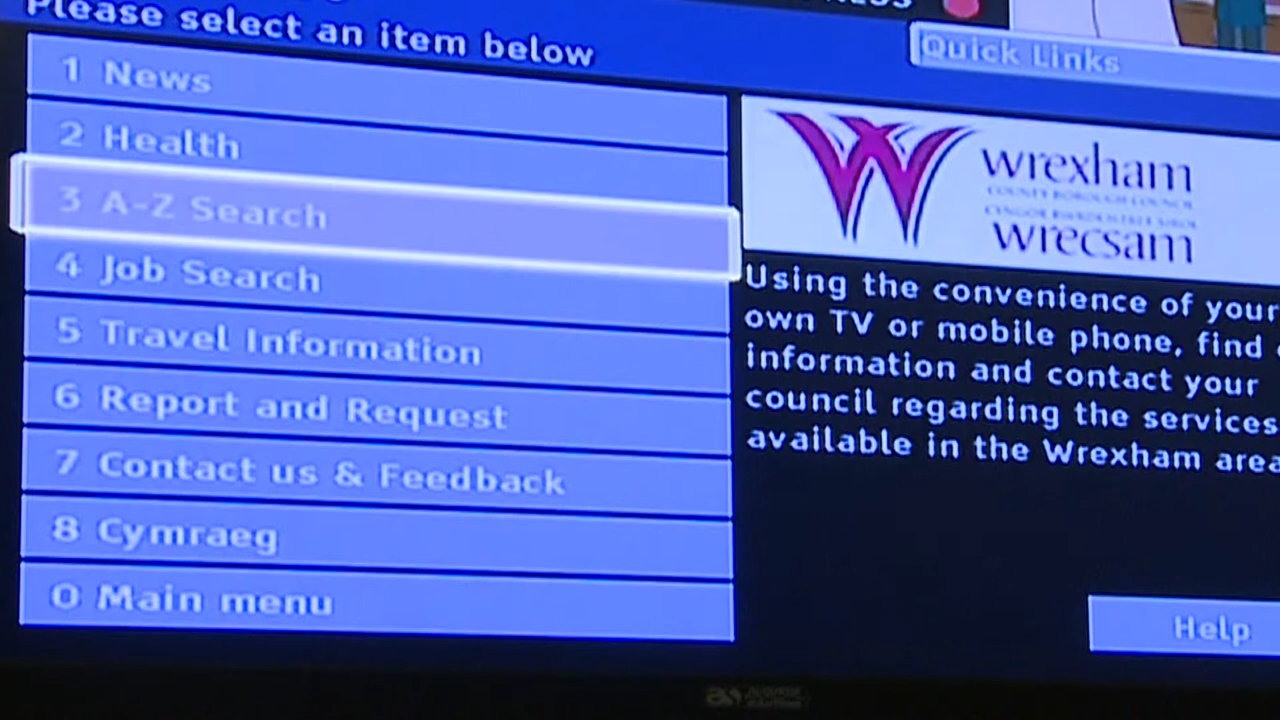 Please select an item below
Quick Links
1 News
2 Health
3 A-Z Search
4 Job Search
5 Travel Information
6 Report and Request
7 Contact us & Feedback
8 Cymraeg
0 Main menu
wrexham
COUNTY BOROUGH COUNCIL
wrecsam
Using the convenience of your
own TV or mobile phone, find
information and contact your
council regarding the services
available in the Wrexham area
Help